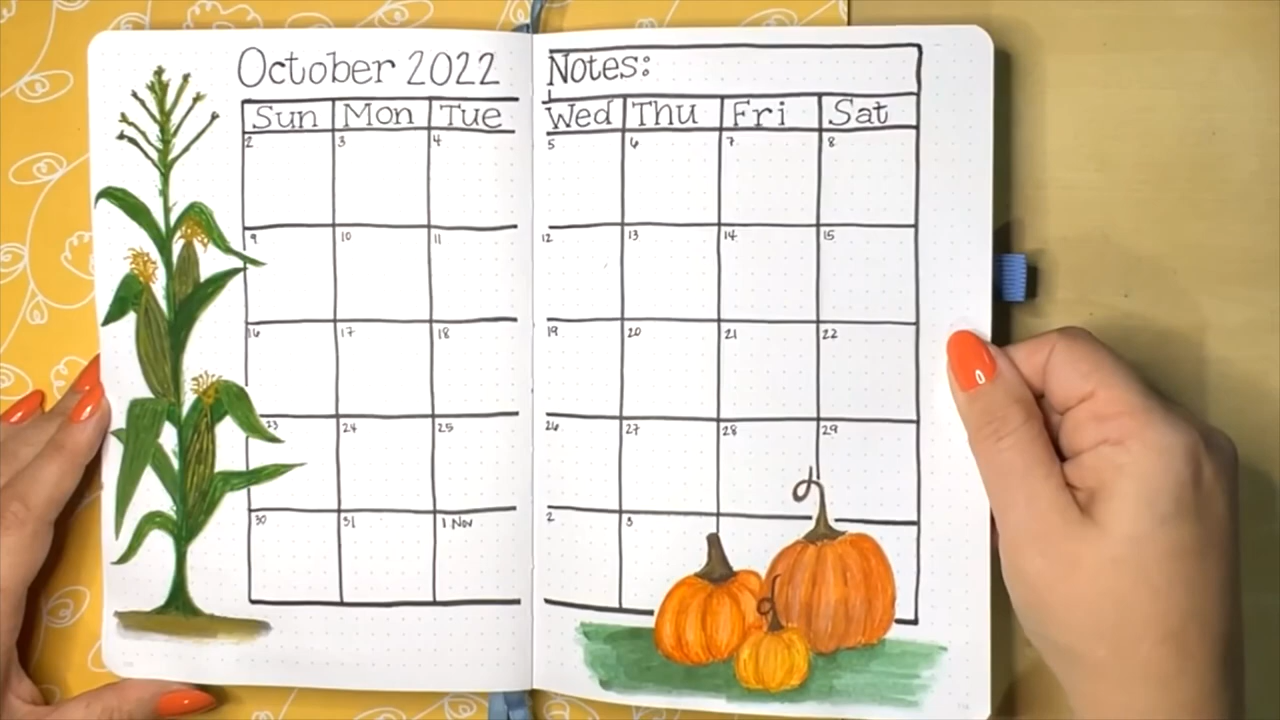 October 2022
Notes:
Sun Mon Tue Wed Thu Fri Sat
2 3 4 5 6 7 8
9 10 11 12 13 14 15
16 17 18 19 20 21 22
23 24 25 26 27 28 29
30 31 1 Nov 2 3